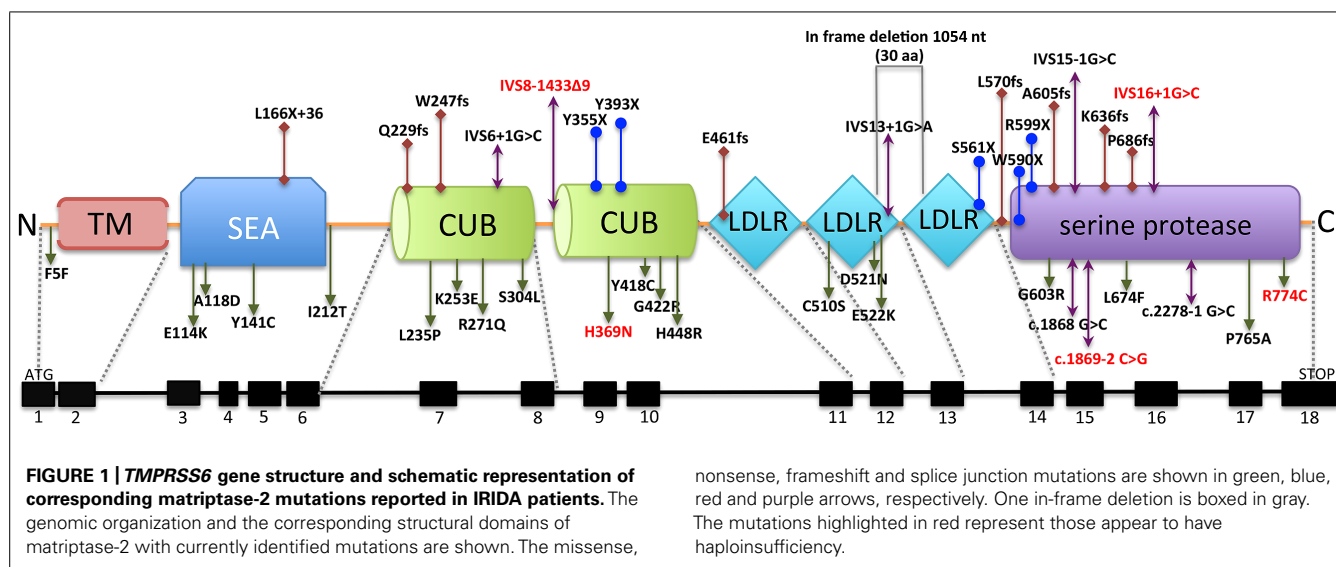 In frame deletion 1054 nt
(30 aa)
IVS15-1G>C
L570fs
IVS8-1433Δ9
A605fs
IVS16+1G>C
W247fs
Y393X
L166X+36
Y355X
K636fs
Q229fs
IVS6+1G>C
E461fs
IVS13+1G>A
R599X
P686fs
S561X
W590X
N
TM
SEA
CUB
CUB
LDLR
LDLR
LDLR
serine protease
C
F5F
A118D
E114K
Y141C
I212T
L235P
K253E
R271Q
S304L
H369N
Y418C
G422R
H448R
C510S
D521N
E522K
G603R
c.1868 G>C
c.1869-2 C>G
L674F
c.2278-1 G>C
P765A
R774C
ATG
STOP
1 2 3 4 5 6 7 8 9 10 11 12 13 14 15 16 17 18
FIGURE 1 | TMPRSS6 gene structure and schematic representation of
corresponding matriptase-2 mutations reported in IRIDA patients. The
genomic organization and the corresponding structural domains of
matriptase-2 with currently identified mutations are shown. The missense,
nonsense, frameshift and splice junction mutations are shown in green, blue,
red and purple arrows, respectively. One in-frame deletion is boxed in gray.
The mutations highlighted in red represent those appear to have
haploinsufficiency.